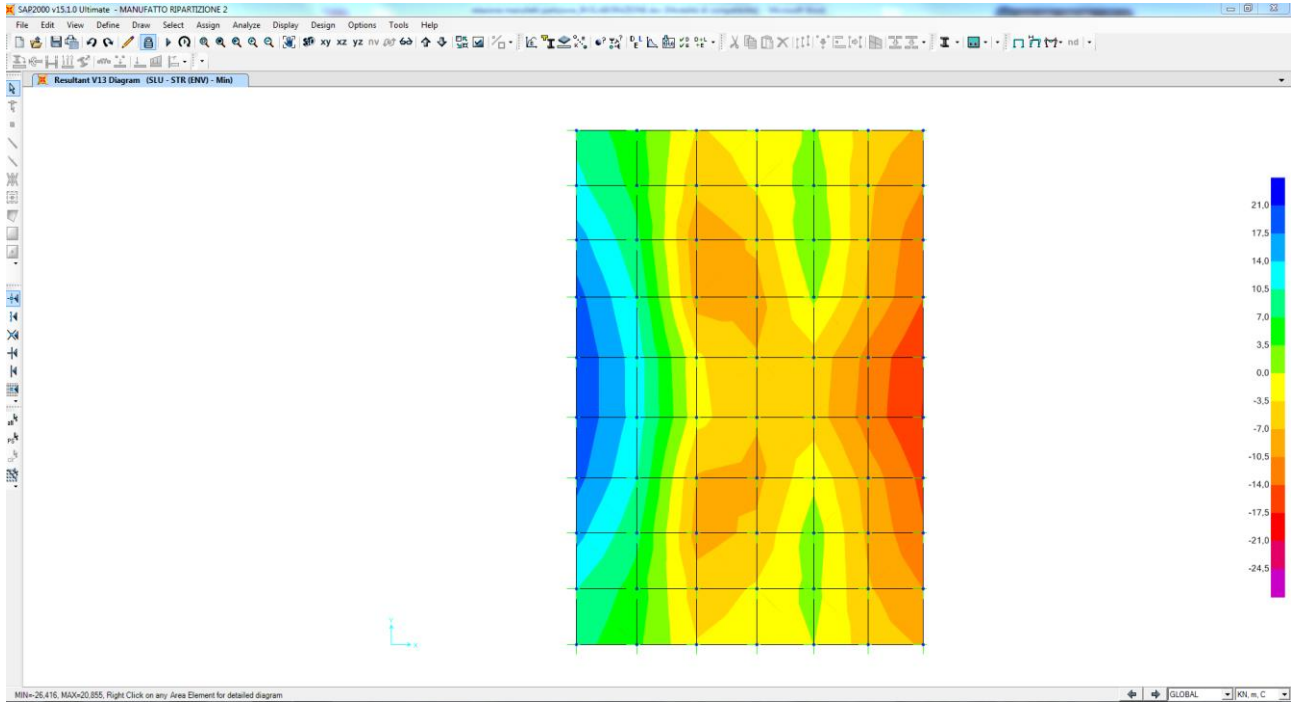 SAP2000 v15.1.0 Ultimate - MANUFATTO RIPARTIZIONE 2
File Edit View Define Draw Select Assign Analyze Display Design Options Tools Help
xy xz yz nv
nd
Resultant V13 Diagram (SLU - STR (ENV) - Min)
21,0
17,5
14,0
10,5
7,0
3,5
0,0
-3,5
-7,0
-10,5
-14,0
-17,5
-21,0
-24,5
all
PS
Y
X
MIN=-26,416, MAX=20,855, Right Click on any Area Element for detailed diagram
GLOBAL
KN, m, C